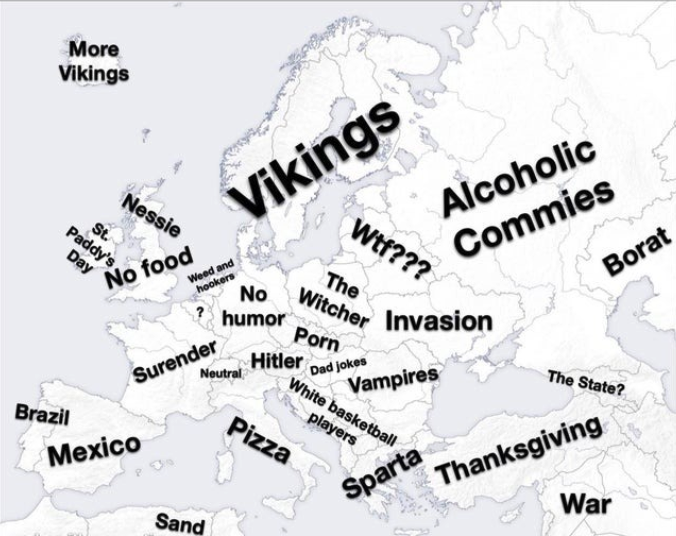 More
Vikings
Vikings
Alcoholic
Commies
Nessie
St.
Paddy's
Day
No food
Weed and
hookers
Wtf???
Borat
The
Witcher
No
humor
?
Invasion
Porn
Surender
Neutral
Hitler
Dad jokes
Vampires
The State?
White basketball
players
Brazil
Mexico
Pizza
Sparta
Thanksgiving
War
Sand